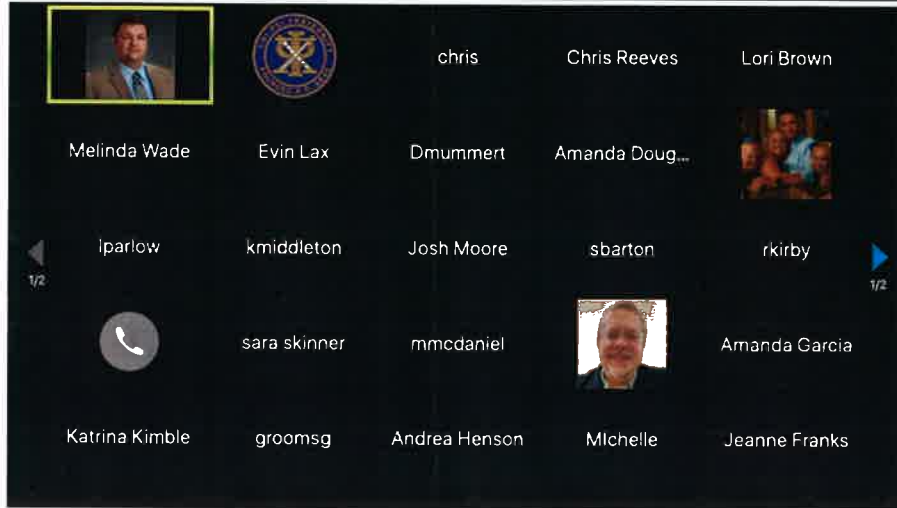 chris Chris Reeves Lori Brown
Melinda Wade Evin Lax Dmummert Amanda Doug...
lparlow kmiddleton Josh Moore sbarton rkirby
1/2 1/2
sara skinner mmcdaniel Amanda Garcia
Katrina Kimble groomsg Andrea Henson MIchelle Jeanne Franks